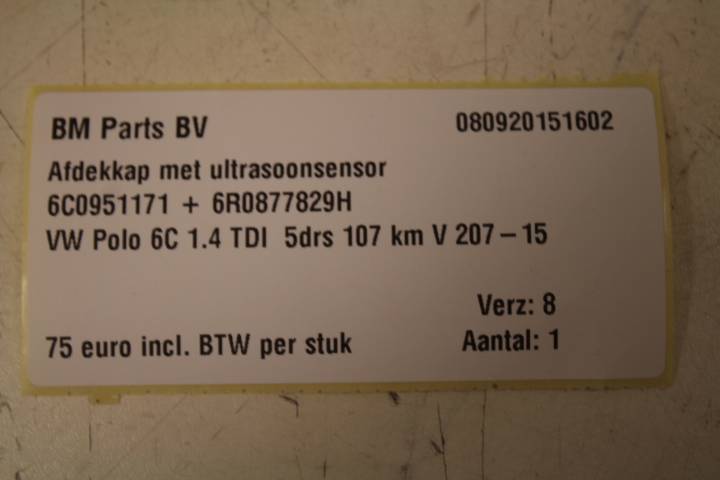 BM Parts BV 080920151602
Afdekkap met ultrasoonsensor
6C0951171 + 6R0877829H
VW Polo 6C 1.4 TDI 5drs 107 km V 207 – 15
Verz: 8
75 euro incl. BTW per stuk Aantal: 1